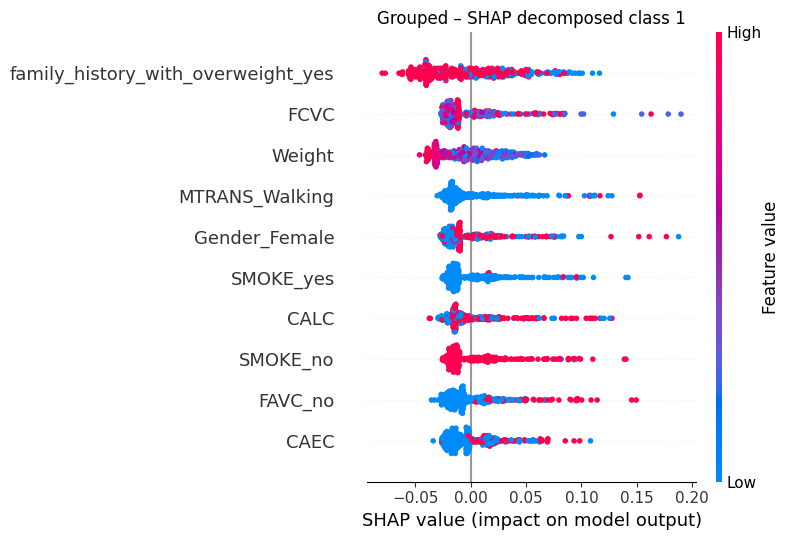 Grouped – SHAP decomposed class 1
High
family_history_with_overweight_yes
FCVC
Weight
MTRANS_Walking
Gender_Female
SMOKE_yes
CALC
SMOKE_no
FAVC_no
CAEC
Feature value
Low
−0.05 0.00 0.05 0.10 0.15 0.20
SHAP value (impact on model output)